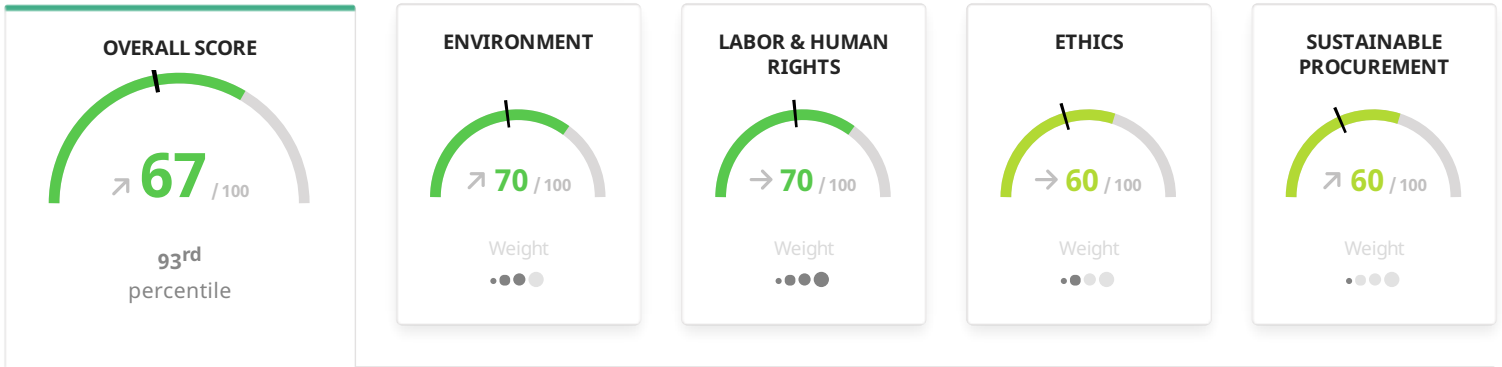 OVERALL SCORE
67 / 100
93rd
percentile
ENVIRONMENT
70 / 100
Weight
LABOR & HUMAN
RIGHTS
70 / 100
Weight
ETHICS
60 / 100
Weight
SUSTAINABLE
PROCUREMENT
60 / 100
Weight